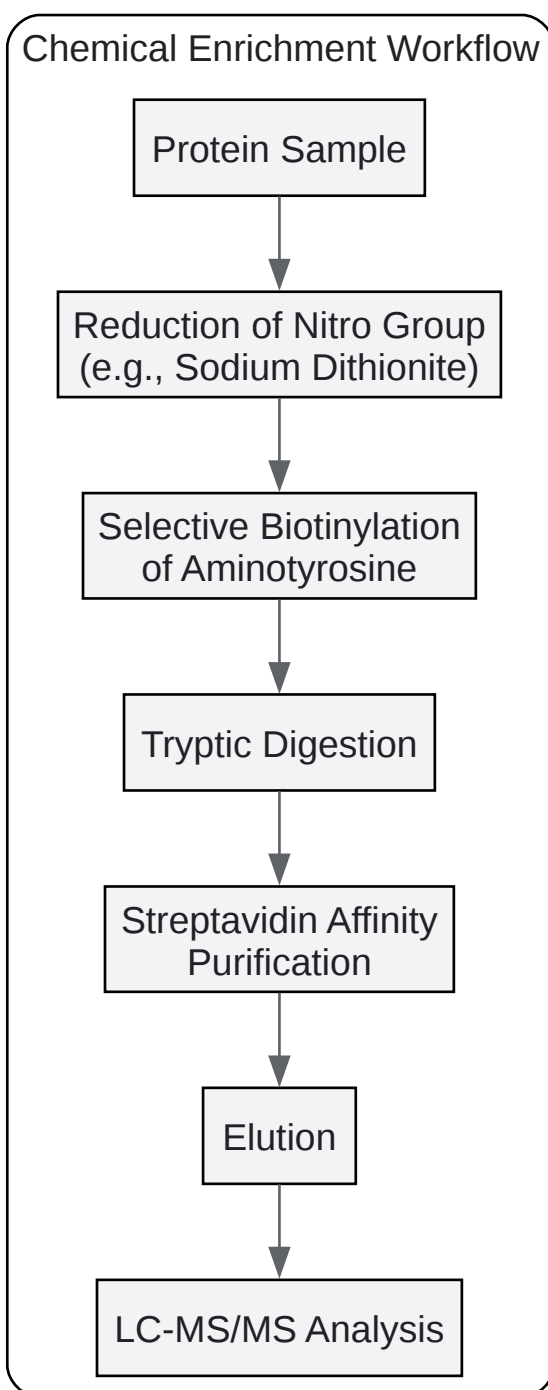 Chemical Enrichment Workflow
Protein Sample
Reduction of Nitro Group
(e.g., Sodium Dithionite)
Selective Biotinylation
of Aminotyrosine
Tryptic Digestion
Streptavidin Affinity
Purification
Elution
LC-MS/MS Analysis